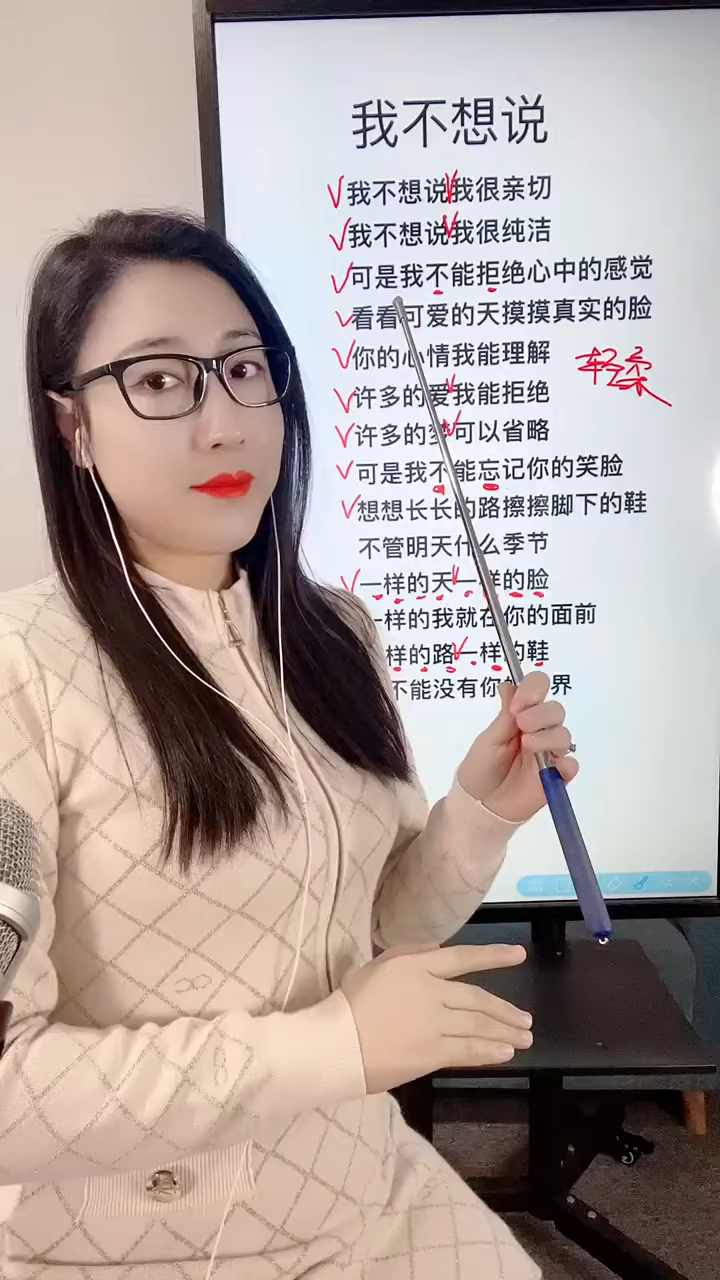 我不想说
我不想说我很亲切
我不想说我很纯洁
可是我不能拒绝心中的感觉
看看可爱的天摸摸真实的脸
你的心情我能理解
轻柔
许多的爱我能拒绝
许多的梦可以省略
可是我不能忘记你的笑脸
想想长长的路擦擦脚下的鞋
不管明天什么季节
一样的天一样的脸
一样的我就在你的面前
样的路一样的鞋
不能没有你的 界